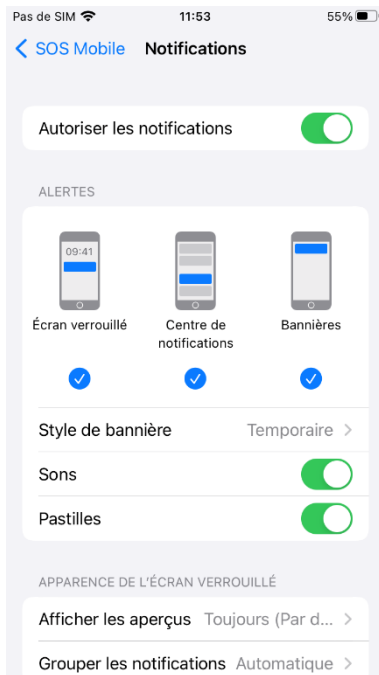 Pas de SIM 11:53 55%
SOS Mobile Notifications
Autoriser les notifications
ALERTES
09:41
Écran verrouillé
Centre de
notifications
Bannières
Style de bannière Temporaire
Sons
Pastilles
APPARENCE DE L'ÉCRAN VERROUILLÉ
Afficher les aperçus Toujours (Par d...
Grouper les notifications Automatique